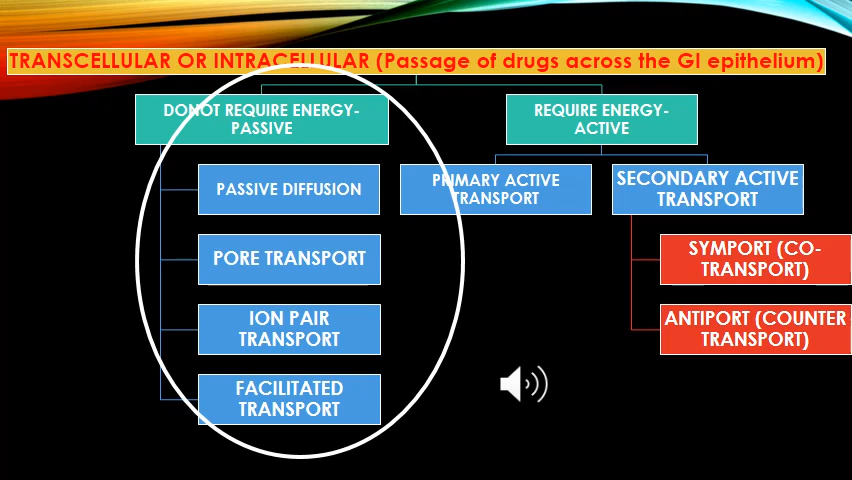 TRANSCELLULAR OR INTRACELLULAR (Passage of drugs across the GI epithelium)
DONOT REQUIRE ENERGY-
PASSIVE
REQUIRE ENERGY-
ACTIVE
PASSIVE DIFFUSION
PRIMARY ACTIVE
TRANSPORT
SECONDARY ACTIVE
TRANSPORT
PORE TRANSPORT
SYMPORT (CO-
TRANSPORT)
ION PAIR
TRANSPORT
ANTIPORT (COUNTER
TRANSPORT)
FACILITATED
TRANSPORT